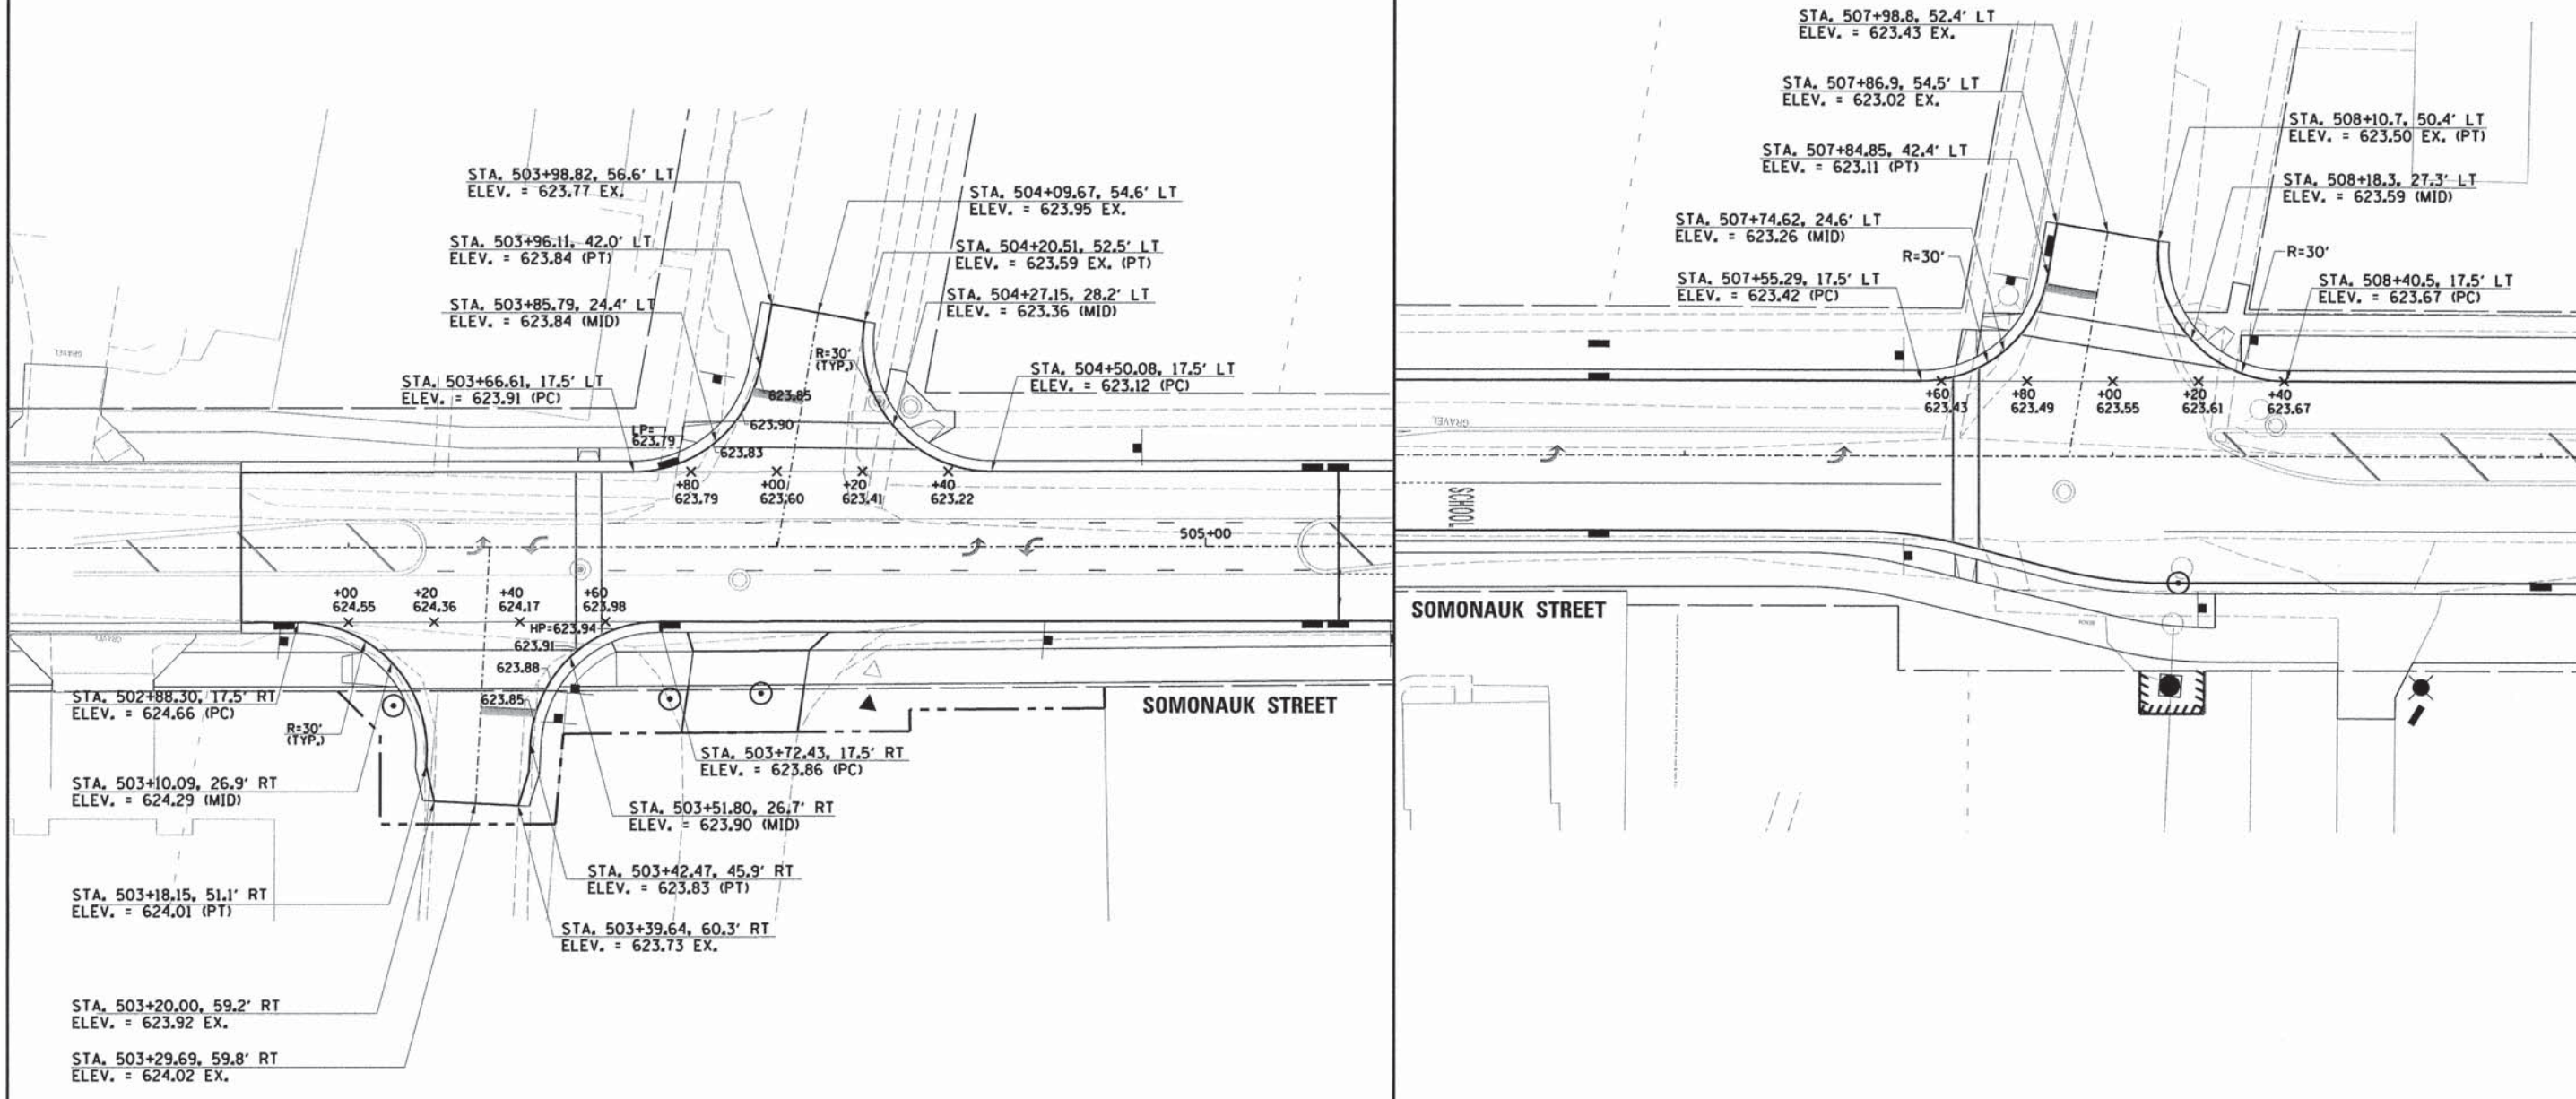 STA. 503+98.82, 56.6' LT
ELEV. = 623.77 EX.
STA. 504+09.67, 54.6' LT
ELEV. = 623.95 EX.
STA. 503+96.11, 42.0' LT
ELEV. = 623.84 (PT)
STA. 504+20.51, 52.5' LT
ELEV. = 623.59 EX. (PT)
STA. 503+85.79, 24.4' LT
ELEV. = 623.84 (MID)
STA. 504+27.15, 28.2' LT
ELEV. = 623.36 (MID)
R=30'
(TYP.)
GRAVEL
STA. 503+66.61, 17.5' LT
ELEV. = 623.91 (PC)
STA. 504+50.08, 17.5' LT
ELEV. = 623.12 (PC)
623.85
623.90
LP=
623.79
623.83
+80
623.79
+00
623.60
+20
623.41
+40
623.22
505+00
+00
624.55
+20
624.36
+40
624.17
+60
623.98
HP=623.94
623.91
623.88
623.85
GRAVEL
STA. 502+88.30, 17.5' RT
ELEV. = 624.66 (PC)
R=30'
(TYP.)
SOMONAUK STREET
STA. 503+72.43, 17.5' RT
ELEV. = 623.86 (PC)
STA. 503+10.09, 26.9' RT
ELEV. = 624.29 (MID)
STA. 503+51.80, 26.7' RT
ELEV. = 623.90 (MID)
STA. 503+42.47, 45.9' RT
ELEV. = 623.83 (PT)
STA. 503+18.15, 51.1' RT
ELEV. = 624.01 (PT)
STA. 503+39.64, 60.3' RT
ELEV. = 623.73 EX.
STA. 503+20.00, 59.2' RT
ELEV. = 623.92 EX.
STA. 503+29.69, 59.8' RT
ELEV. = 624.02 EX.
STA. 507+98.8, 52.4' LT
ELEV. = 623.43 EX.
STA. 507+86.9, 54.5' LT
ELEV. = 623.02 EX.
STA. 508+10.7, 50.4' LT
ELEV. = 623.50 EX. (PT)
STA. 507+84.85, 42.4' LT
ELEV. = 623.11 (PT)
STA. 508+18.3, 27.3' LT
ELEV. = 623.59 (MID)
STA. 507+74.62, 24.6' LT
ELEV. = 623.26 (MID)
R=30'
R=30'
STA. 507+55.29, 17.5' LT
ELEV. = 623.42 (PC)
STA. 508+40.5, 17.5' LT
ELEV. = 623.67 (PC)
+60
623.43
+80
623.49
+00
623.55
+20
623.61
+40
623.67
GRAVEL
SCHOOL
SOMONAUK STREET